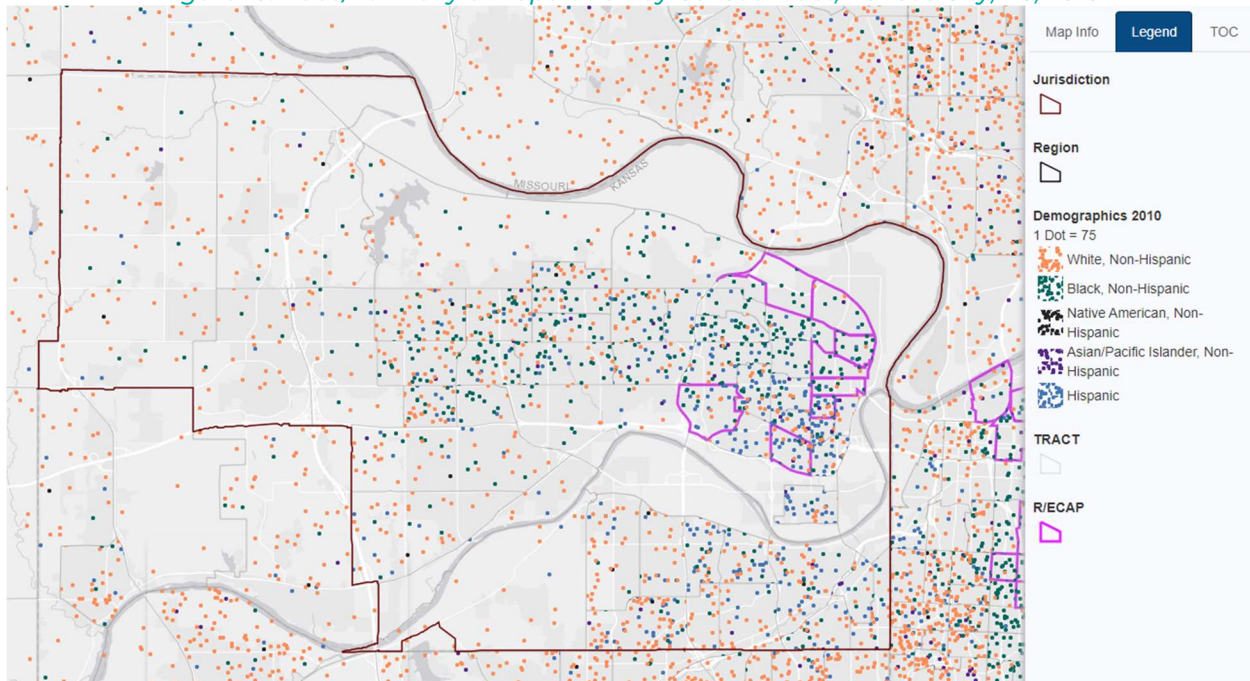 Map Info Legend TOC
Jurisdiction
Region
Demographics 2010
1 Dot = 75
White, Non-Hispanic
Black, Non-Hispanic
Native American, Non-
Hispanic
Asian/Pacific Islander, Non-
Hispanic
Hispanic
TRACT
R/ECAP
MISSOURI
KANSAS